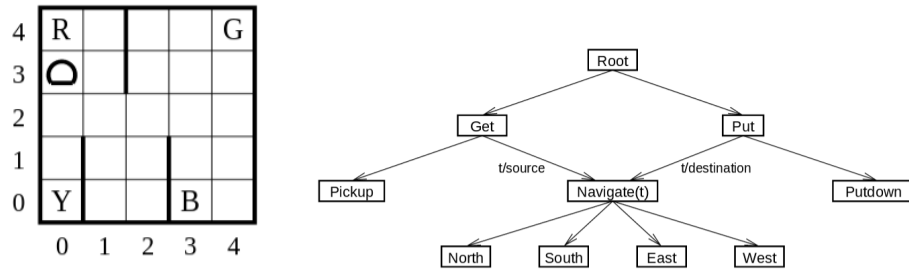 4 R G
3
2
1
0 Y B
0 1 2 3 4
Root
Get Put
t/source t/destination
Pickup Navigate(t) Putdown
North South East West